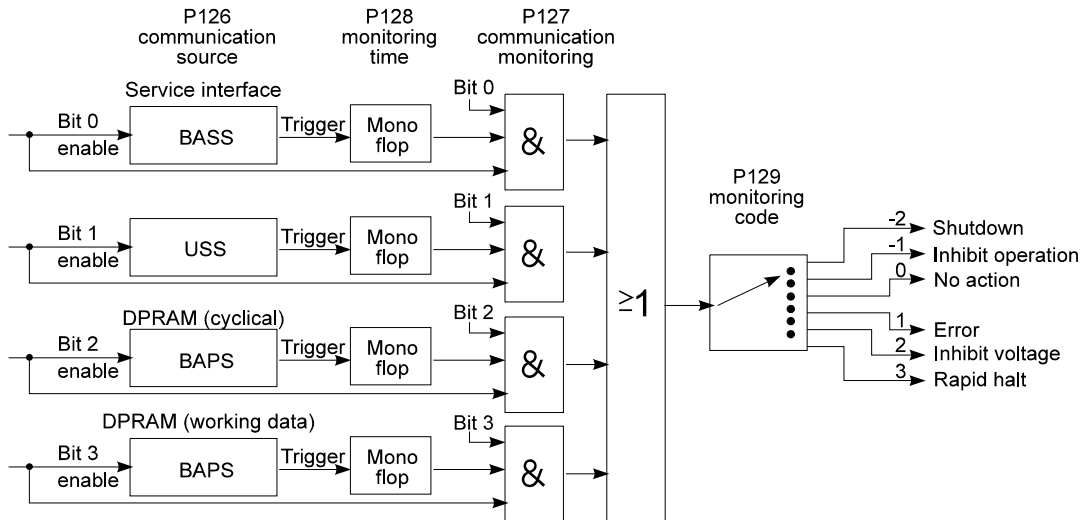 P126
communication
source
P128
monitoring
time
P127
communication
monitoring
Service interface
Bit 0
enable
BASS
Trigger
Mono
flop
Bit 0
&
Bit 1
enable
USS
Trigger
Mono
flop
Bit 1
&
DPRAM (cyclical)
Bit 2
enable
BAPS
Trigger
Mono
flop
Bit 2
&
DPRAM (working data)
Bit 3
enable
BAPS
Trigger
Mono
flop
Bit 3
&
≥1
P129
monitoring
code
-2 Shutdown
-1 Inhibit operation
0 No action
1 Error
2 Inhibit voltage
3 Rapid halt